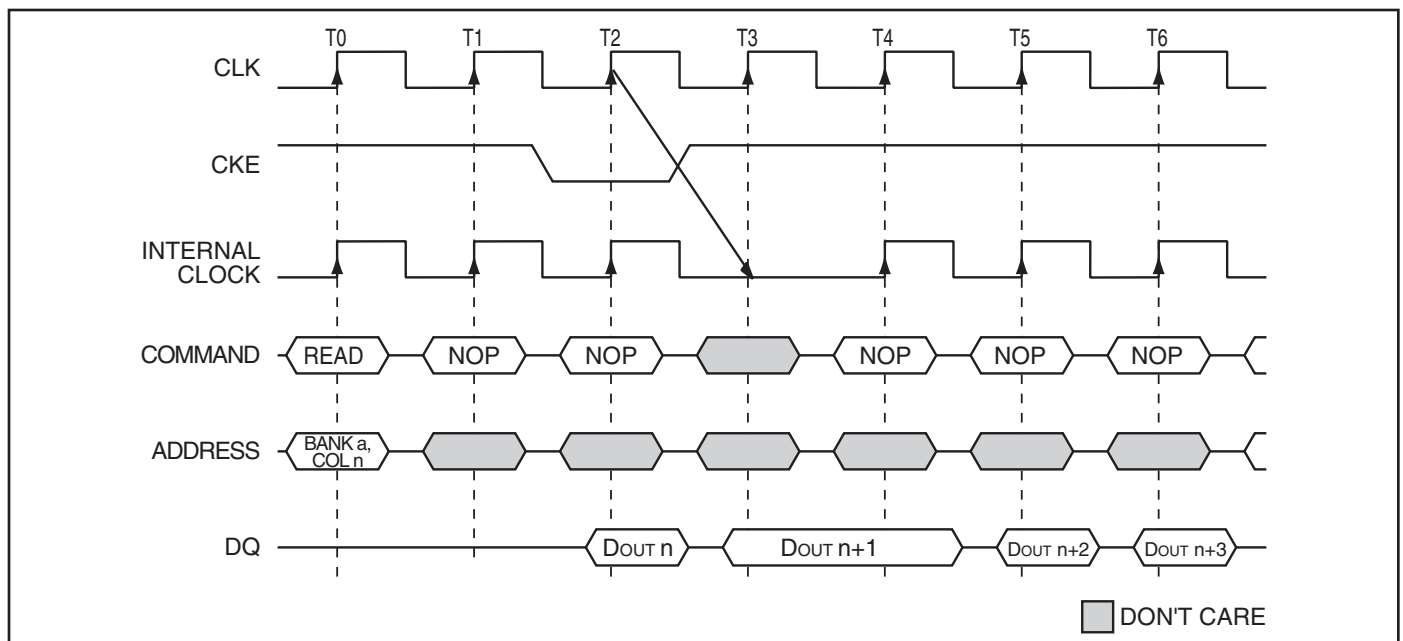 T0 T1 T2 T3 T4 T5 T6
CLK
CKE
INTERNAL
CLOCK
COMMAND READ NOP NOP NOP NOP NOP
ADDRESS BANK a,
COL n
DQ DOUT n DOUT n+1 DOUT n+2 DOUT n+3
DON'T CARE